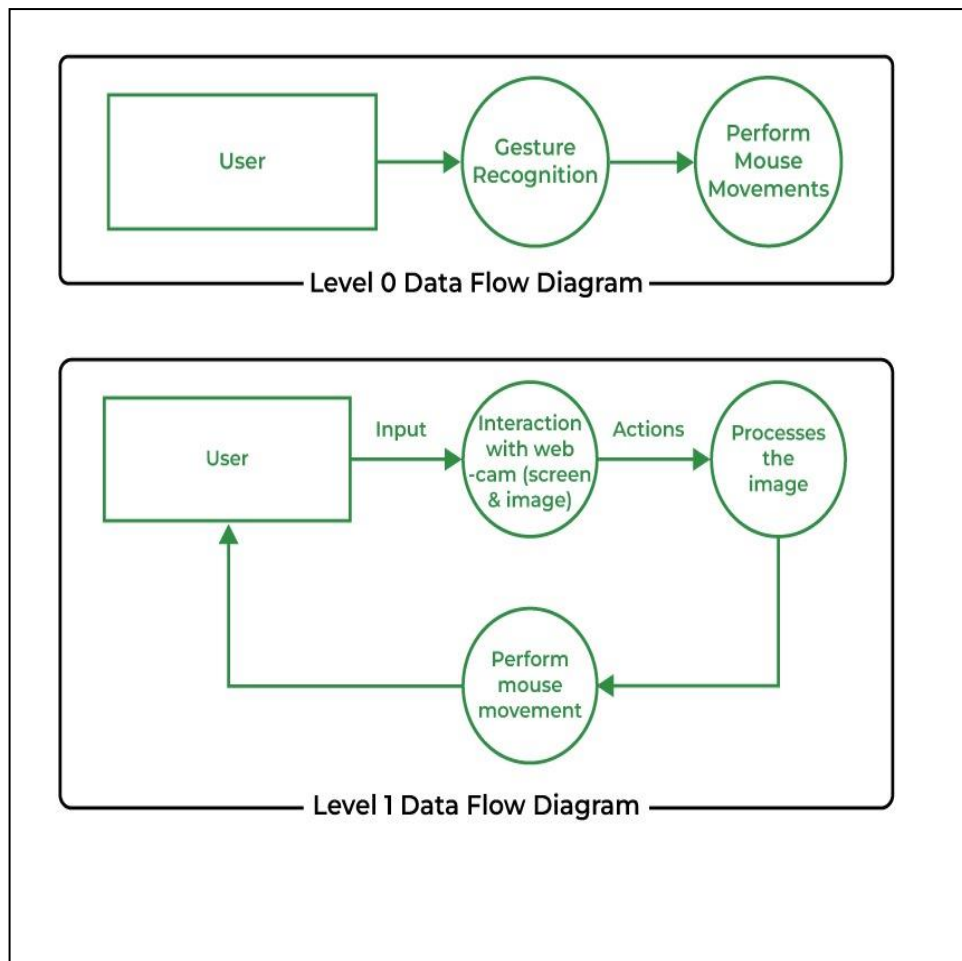 User
Gesture
Recognition
Perform
Mouse
Movements
Level 0 Data Flow Diagram
User
Input
Interaction
with web
-cam (screen
& image)
Actions
Processes
the
image
Perform
mouse
movement
Level 1 Data Flow Diagram